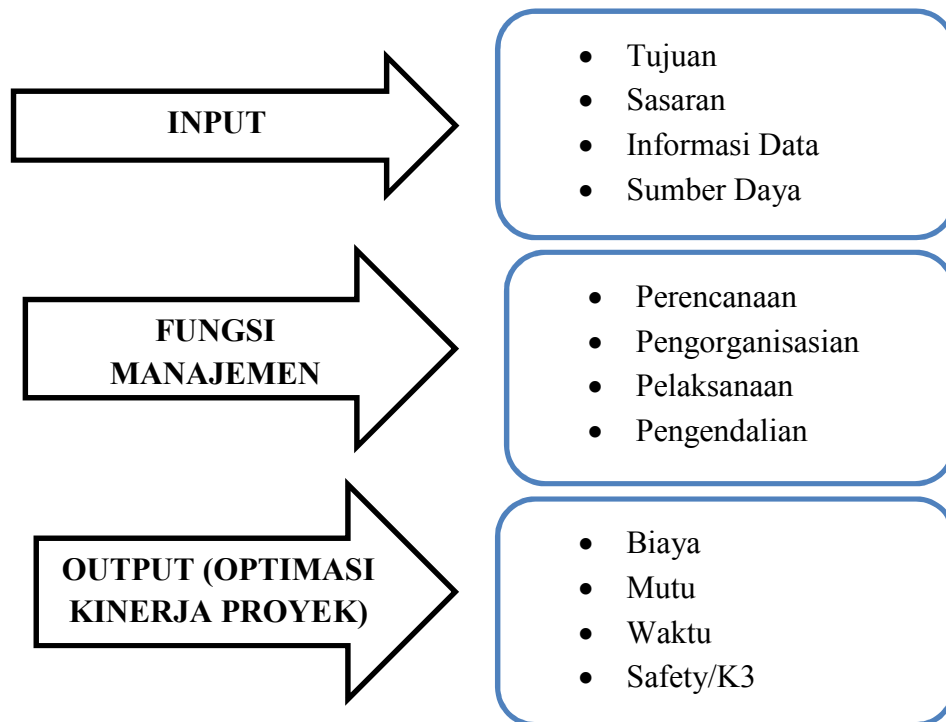 INPUT
• Tujuan
• Sasaran
• Informasi Data
• Sumber Daya
FUNGSI
MANAJEMEN
• Perencanaan
• Pengorganisasian
• Pelaksanaan
• Pengendalian
OUTPUT (OPTIMASI
KINERJA PROYEK)
• Biaya
• Mutu
• Waktu
• Safety/K3